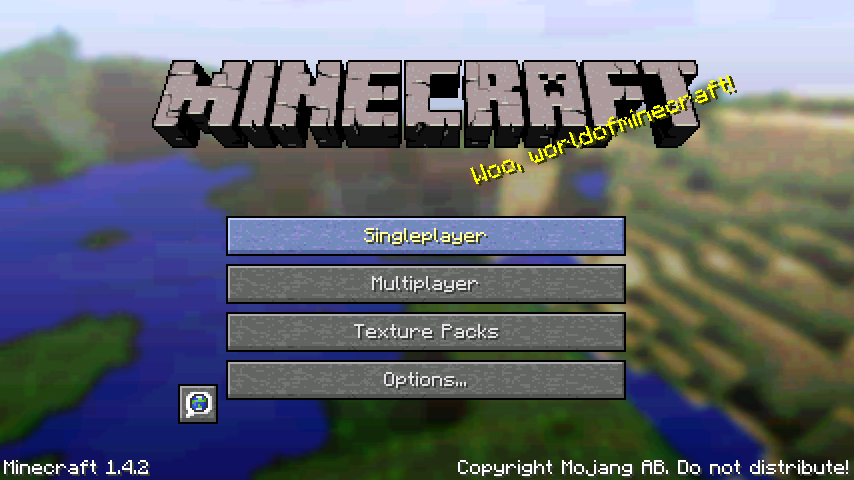 MINECRAFT
Woo, worldofminecraft!
Singleplayer
Multiplayer
Texture Packs
Options...
Minecraft 1.4.2
Copyright Mojang AB. Do not distribute!